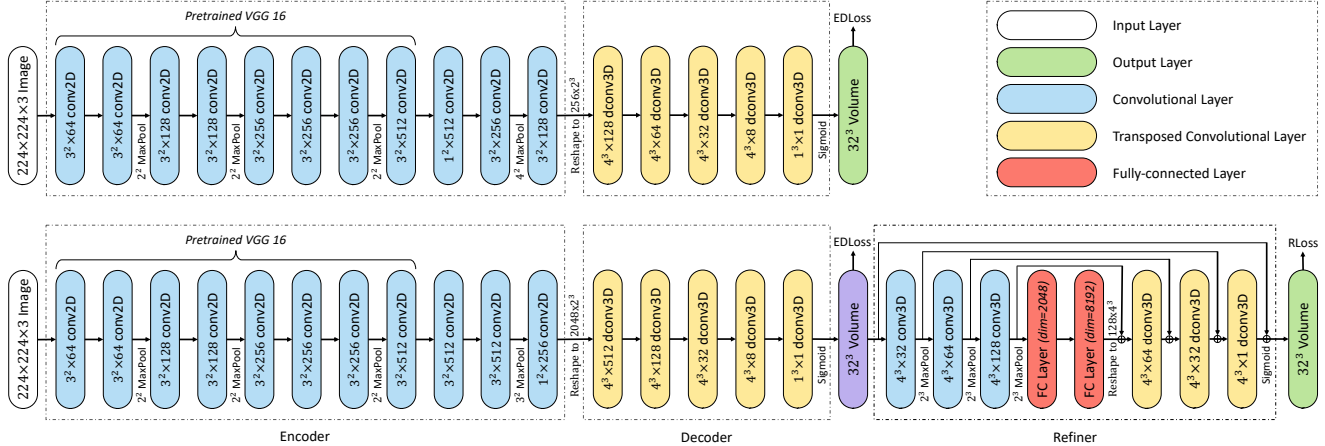 Pretrained VGG 16
EDLoss
224×224×3 Image
3²×64 conv2D
3²×64 conv2D
2² MaxPool
3²×128 conv2D
3²×128 conv2D
2² MaxPool
3²×256 conv2D
3²×256 conv2D
3²×256 conv2D
2² MaxPool
3²×512 conv2D
1²×512 conv2D
3²×256 conv2D
4² MaxPool
3²×128 conv2D
Reshape to 256x2³
4³×128 dconv3D
4³×64 dconv3D
4³×32 dconv3D
4³×8 dconv3D
1³×1 dconv3D
Sigmoid
32³ Volume
Input Layer
Output Layer
Convolutional Layer
Transposed Convolutional Layer
Fully-connected Layer
Pretrained VGG 16
EDLoss
RLoss
224×224×3 Image
3²×64 conv2D
3²×64 conv2D
2² MaxPool
3²×128 conv2D
3²×128 conv2D
2² MaxPool
3²×256 conv2D
3²×256 conv2D
3²×256 conv2D
2² MaxPool
3²×512 conv2D
3²×512 conv2D
3²×512 conv2D
3² MaxPool
1²×256 conv2D
Reshape to 2048x2³
4³×512 dconv3D
4³×128 dconv3D
4³×32 dconv3D
4³×8 dconv3D
1³×1 dconv3D
Sigmoid
32³ Volume
4³×32 conv3D
2³ MaxPool
4³×64 conv3D
2³ MaxPool
4³×128 conv3D
2³ MaxPool
FC Layer (dim=2048)
FC Layer (dim=8192)
Reshape to 128x4³
4³×64 dconv3D
4³×32 dconv3D
4³×1 dconv3D
Sigmoid
32³ Volume
Encoder
Decoder
Refiner